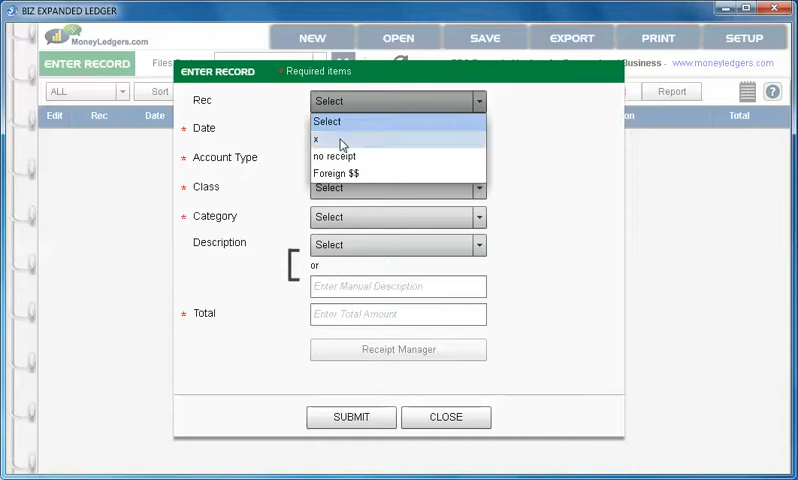 BIZ EXPANDED LEDGER
MoneyLedgers.com
NEW
OPEN
SAVE
EXPORT
PRINT
SETUP
ENTER RECORD
Business - www.moneyledgers.com
ENTER RECORD * Required items
ALL
Sort
Report
?
Edit
Rec
Date
Total
Rec
Select
Select
* Date
x
* Account Type
no receipt
Foreign $$
* Class
Select
* Category
Select
Description
Select
or
Enter Manual Description
* Total
Enter Total Amount
Receipt Manager
SUBMIT
CLOSE